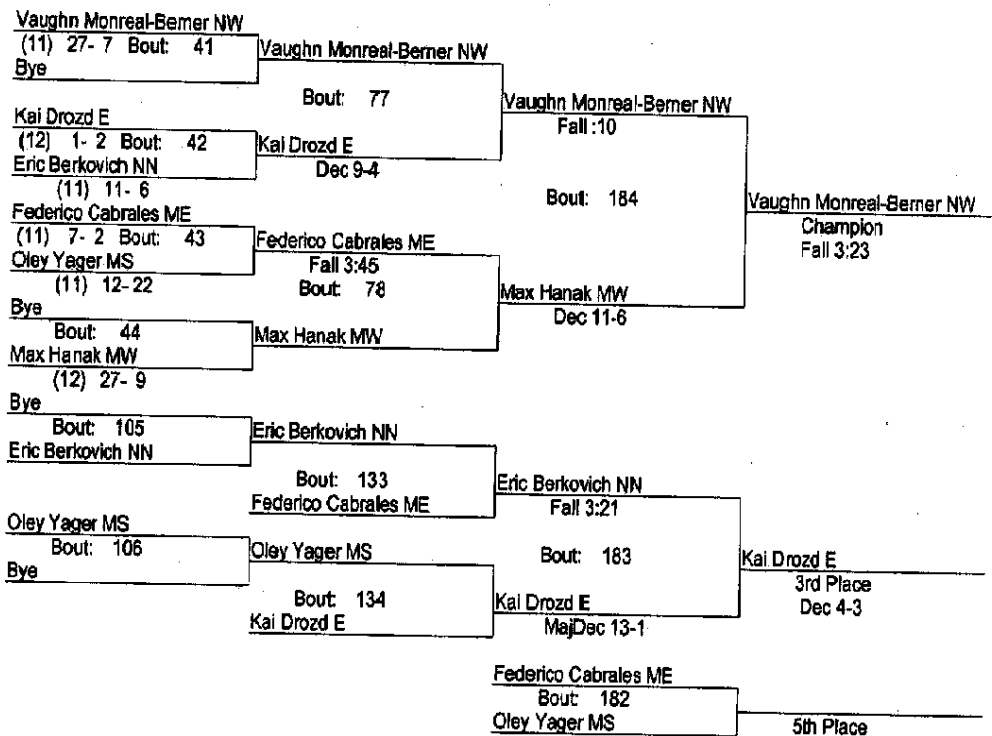 Vaughn Monreal-Berner NW
(11) 27- 7 Bout: 41
Bye
Vaughn Monreal-Berner NW
Bout: 77
Kai Drozd E
(12) 1- 2 Bout: 42
Eric Berkovich NN
(11) 11- 6
Kai Drozd E
Dec 9-4
Vaughn Monreal-Berner NW
Fall :10
Bout: 184
Federico Cabrales ME
(11) 7- 2 Bout: 43
Oley Yager MS
(11) 12-22
Federico Cabrales ME
Fall 3:45
Bout: 78
Bye
Bout: 44
Max Hanak MW
(12) 27- 9
Max Hanak MW
Max Hanak MW
Dec 11-6
Vaughn Monreal-Berner NW
Champion
Fall 3:23
Bye
Bout: 105
Eric Berkovich NN
Eric Berkovich NN
Bout: 133
Federico Cabrales ME
Eric Berkovich NN
Fall 3:21
Bout: 183
Oley Yager MS
Bout: 106
Bye
Oley Yager MS
Bout: 134
Kai Drozd E
Kai Drozd E
MajDec 13-1
Kai Drozd E
3rd Place
Dec 4-3
Federico Cabrales ME
Bout: 182
Oley Yager MS
5th Place